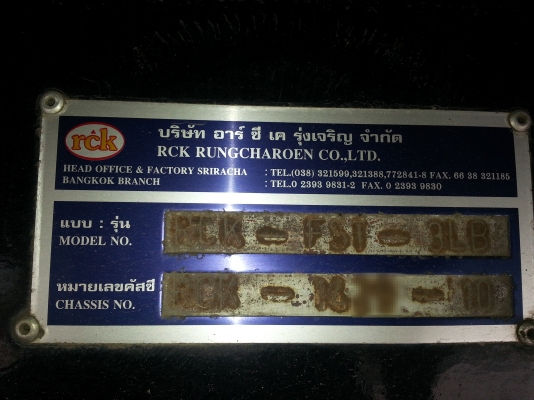 rck
บริษัท อาร์ ซี เค รุ่งเจริญ จำกัด
RCK RUNGCHAROEN CO.,LTD.
HEAD OFFICE & FACTORY SRIRACHA : TEL.(038) 321599,321388,772841-8 FAX. 66 38 321185
BANGKOK BRANCH : TEL.0 2393 9831-2 FAX. 0 2393 9830
แบบ : รุ่น
MODEL NO. RCK - FST - 3LB
หมายเลขคัสซี
CHASSIS NO.